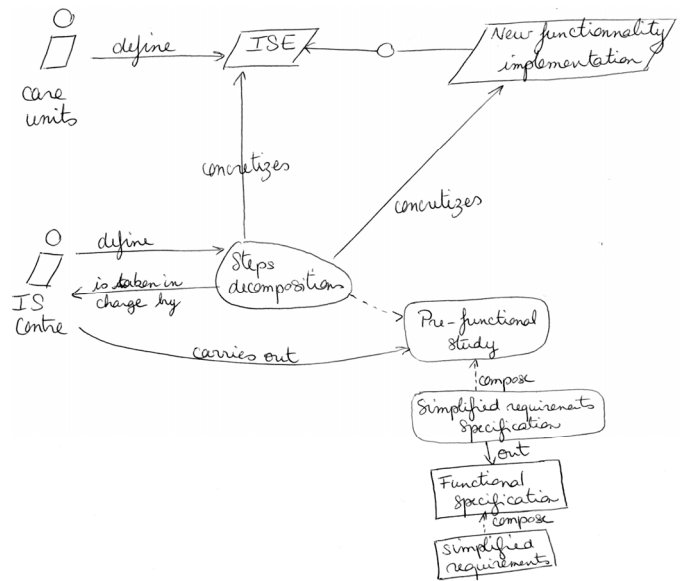 define
ISE
New functionnality
implementation
care
units
concretizes
concretizes
define
Steps
decompositions
is taken in
charge by
IS
Centre
Pre-functional
study
carries out
compose
Simplified requirements
Specification
out
Functional
specification
compose
simplified
requirements